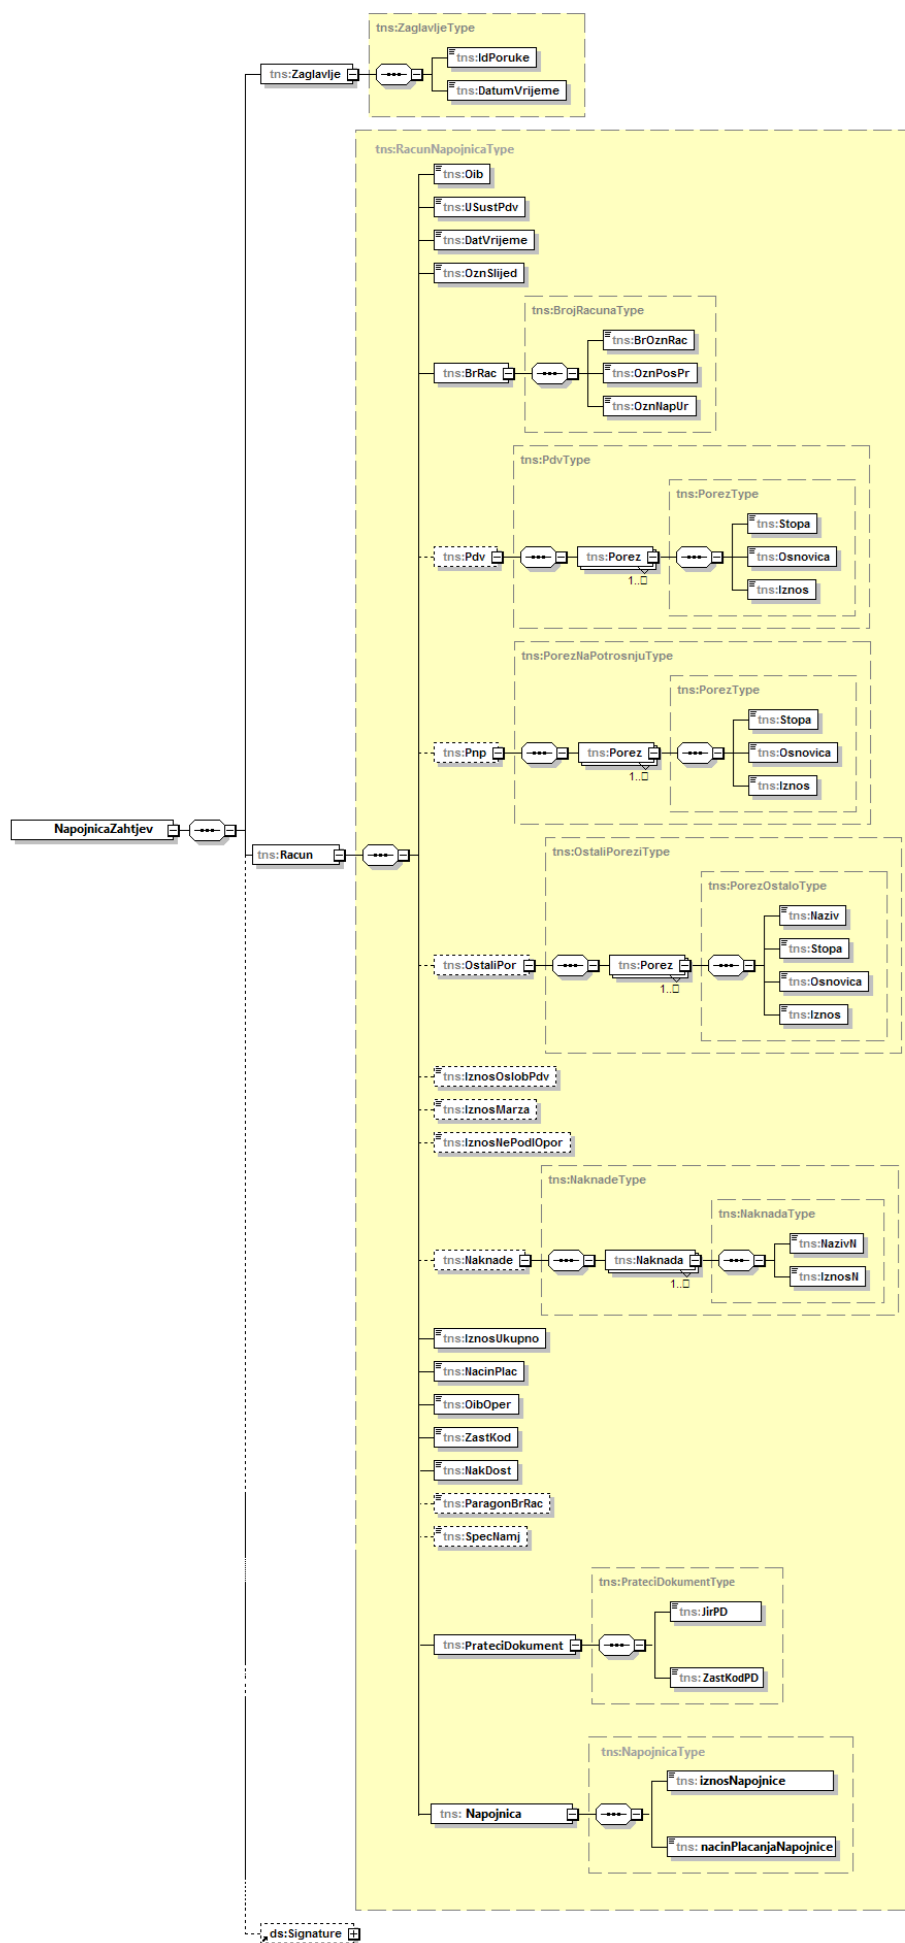 tns:ZaglavljeType
tns:IdPoruke
tns:Zaglavlje
tns:DatumVrijeme
tns:RacunNapojnicaType
tns:Oib
tns:USustPdv
tns:DatVrijeme
tns:OznSlijed
tns:BrojRacunaType
tns:BrOznRac
tns:BrRac
tns:OznPosPr
tns:OznNapUr
tns:PdvType
tns:PorezType
tns:Stopa
tns:Pdv
tns:Porez
tns:Osnovica
1..□
tns:Iznos
tns:PorezNaPotrosnjuType
tns:PorezType
tns:Stopa
tns:Pnp
tns:Porez
tns:Osnovica
1..□
tns:Iznos
NapojnicaZahtjev
tns:Racun
tns:OstaliPoreziType
tns:PorezOstaloType
tns:Naziv
tns:Stopa
tns:OstaliPor
tns:Porez
tns:Osnovica
1..□
tns:Iznos
tns:IznosOslobPdv
tns:IznosMarza
tns:IznosNePodlOpor
tns:NaknadeType
tns:NaknadaType
tns:NazivN
tns:Naknade
tns:Naknada
tns:IznosN
1..□
tns:IznosUkupno
tns:NacinPlac
tns:OibOper
tns:ZastKod
tns:NakDost
tns:ParagonBrRac
tns:SpecNamj
tns:PrateciDokumentType
tns:JirPD
tns:PrateciDokument
tns:ZastKodPD
tns:NapojnicaType
tns: iznosNapojnice
tns: Napojnica
tns: nacinPlacanjaNapojnice
ds:Signature